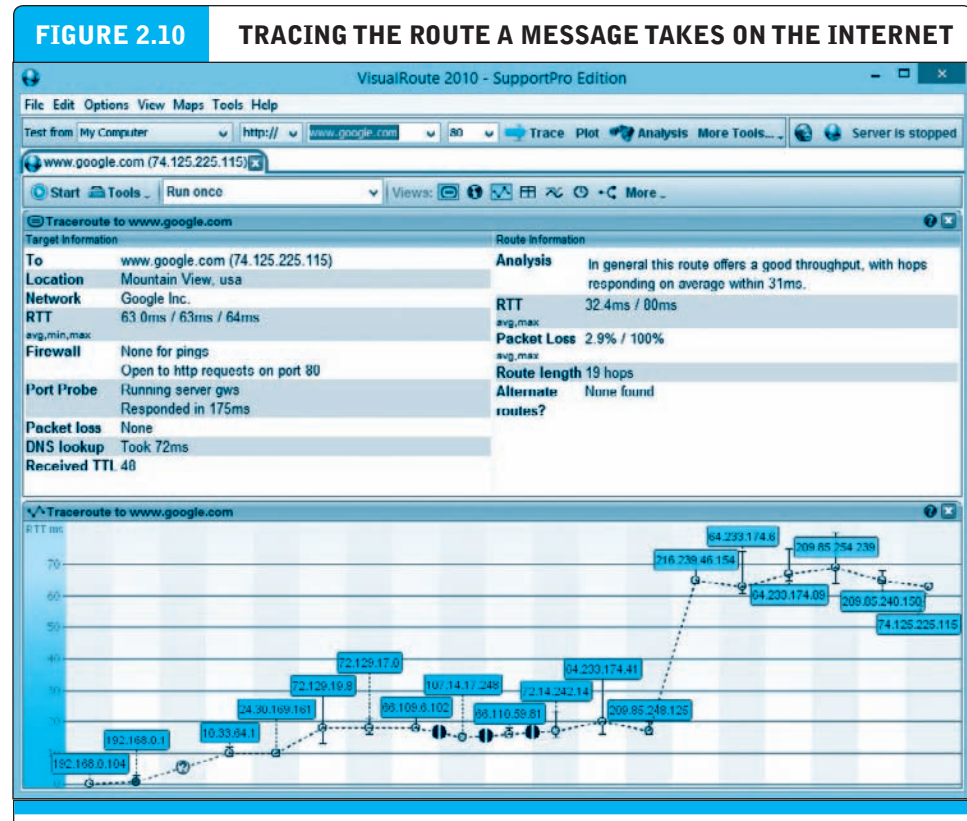 FIGURE 2.10 TRACING THE ROUTE A MESSAGE TAKES ON THE INTERNET
VisualRoute 2010 - SupportPro Edition
File Edit Options View Maps Tools Help
Test from My Computer http:// www.google.com 80 Trace Plot Analysis More Tools... Server is stopped
www.google.com (74.125.225.115)
Start Tools Run once Views: More
Traceroute to www.google.com
Target Information
To www.google.com (74.125.225.115)
Location Mountain View, usa
Network Google Inc.
RTT 63.0ms / 63ms / 64ms
avg,min,max
Firewall None for pings
Open to http requests on port 80
Port Probe Running server gws
Responded in 175ms
Packet loss None
DNS lookup Took 72ms
Received TTL 48
Route Information
Analysis In general this route offers a good throughput, with hops
responding on average within 31ms.
RTT 32.4ms / 80ms
avg,max
Packet Loss 2.9% / 100%
avg,max
Route length 19 hops
Alternate None found
routes?
Traceroute to www.google.com
RTT ms
70
60
50
40
30
20
10
0
192.168.0.104
192.168.0.1
10.33.64.1
24.30.169.161
72.129.19.8
72.129.17.0
66.109.6.102
107.14.17.248
66.110.59.81
72.14.242.14
64.233.174.41
209.85.248.125
216.239.46.154
64.233.174.6
209.85.254.239
209.85.240.150
74.125.225.115